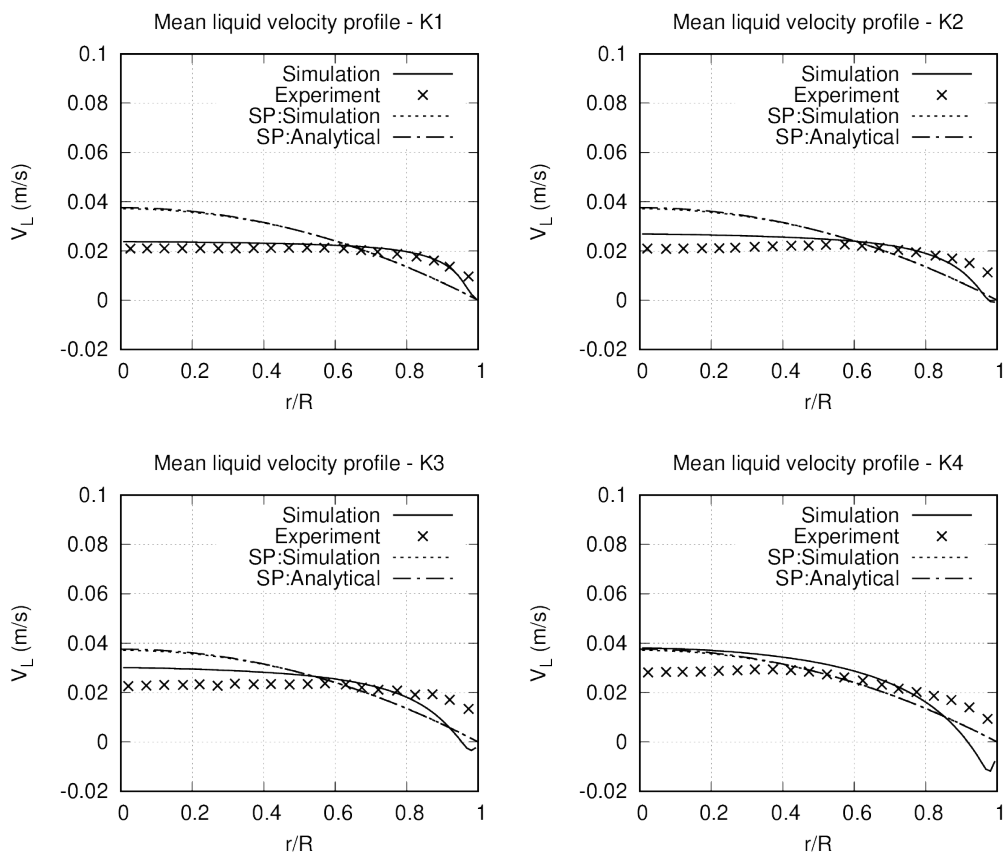 Mean liquid velocity profile - K1
0.1
0.08
0.06
0.04
0.02
0
-0.02
V_L (m/s)
Simulation
Experiment
SP:Simulation
SP:Analytical
0 0.2 0.4 0.6 0.8 1
r/R
Mean liquid velocity profile - K2
0.1
0.08
0.06
0.04
0.02
0
-0.02
V_L (m/s)
Simulation
Experiment
SP:Simulation
SP:Analytical
0 0.2 0.4 0.6 0.8 1
r/R
Mean liquid velocity profile - K3
0.1
0.08
0.06
0.04
0.02
0
-0.02
V_L (m/s)
Simulation
Experiment
SP:Simulation
SP:Analytical
0 0.2 0.4 0.6 0.8 1
r/R
Mean liquid velocity profile - K4
0.1
0.08
0.06
0.04
0.02
0
-0.02
V_L (m/s)
Simulation
Experiment
SP:Simulation
SP:Analytical
0 0.2 0.4 0.6 0.8 1
r/R